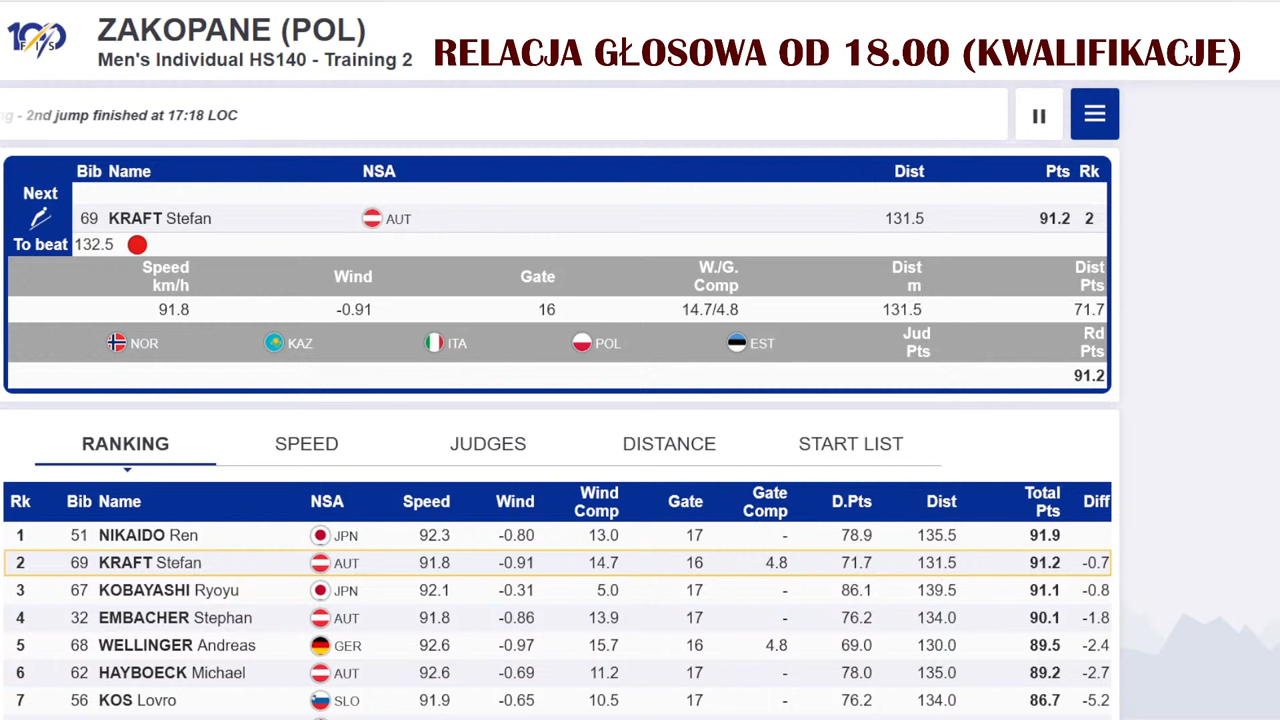 100
FIS
ZAKOPANE (POL)
Men's Individual HS140 - Training 2
RELACJA GŁOSOWA OD 18.00 (KWALIFIKACJE)
- 2nd jump finished at 17:18 LOC
Bib Name NSA Dist Pts Rk
Next
69 KRAFT Stefan AUT 131.5 91.2 2
To beat 132.5
Speed km/h Wind Gate W./G. Comp Dist m Dist Pts
91.8 -0.91 16 14.7/4.8 131.5 71.7
NOR KAZ ITA POL EST Jud Pts Rd Pts
91.2
RANKING SPEED JUDGES DISTANCE START LIST
Rk Bib Name NSA Speed Wind Wind Comp Gate Gate Comp D.Pts Dist Total Pts Diff
1 51 NIKAIDO Ren JPN 92.3 -0.80 13.0 17 - 78.9 135.5 91.9
2 69 KRAFT Stefan AUT 91.8 -0.91 14.7 16 4.8 71.7 131.5 91.2 -0.7
3 67 KOBAYASHI Ryoyu JPN 92.1 -0.31 5.0 17 - 86.1 139.5 91.1 -0.8
4 32 EMBACHER Stephan AUT 91.8 -0.86 13.9 17 - 76.2 134.0 90.1 -1.8
5 68 WELLINGER Andreas GER 92.6 -0.97 15.7 16 4.8 69.0 130.0 89.5 -2.4
6 62 HAYBOECK Michael AUT 92.6 -0.69 11.2 17 - 78.0 135.0 89.2 -2.7
7 56 KOS Lovro SLO 91.9 -0.65 10.5 17 - 76.2 134.0 86.7 -5.2